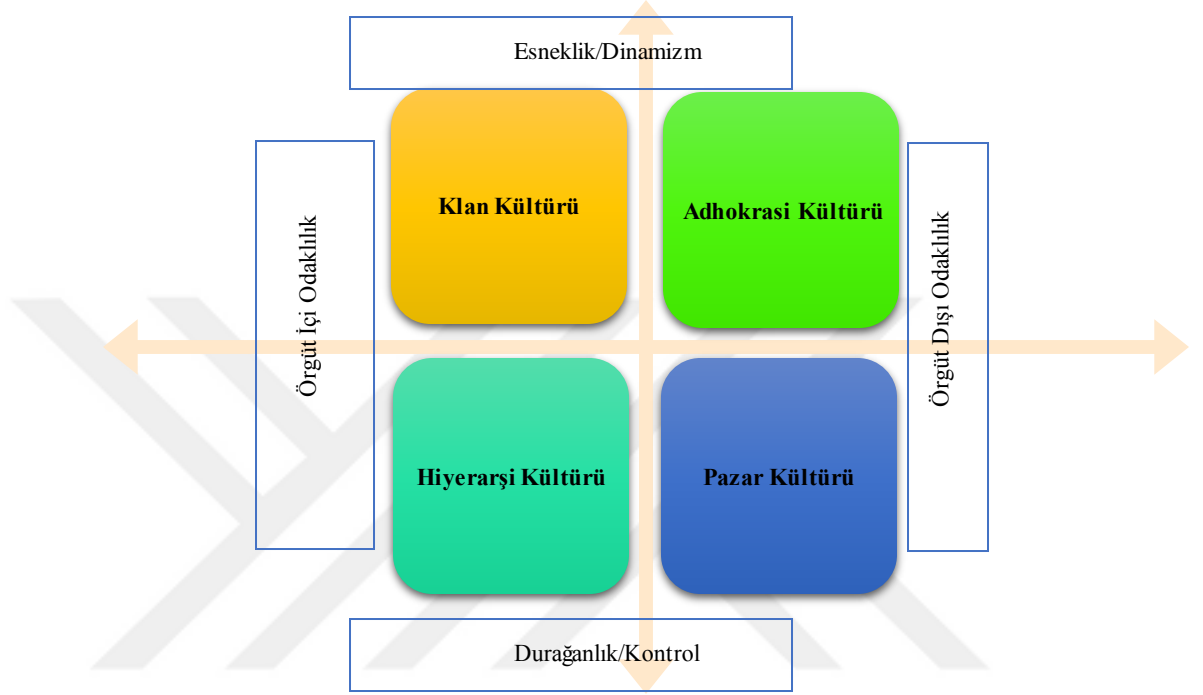 Esneklik/Dinamizm
Klan Kültürü
Adhokrasi Kültürü
Örgüt İçi Odaklılık
Örgüt Dışı Odaklılık
Hiyerarşi Kültürü
Pazar Kültürü
Durağanlık/Kontrol